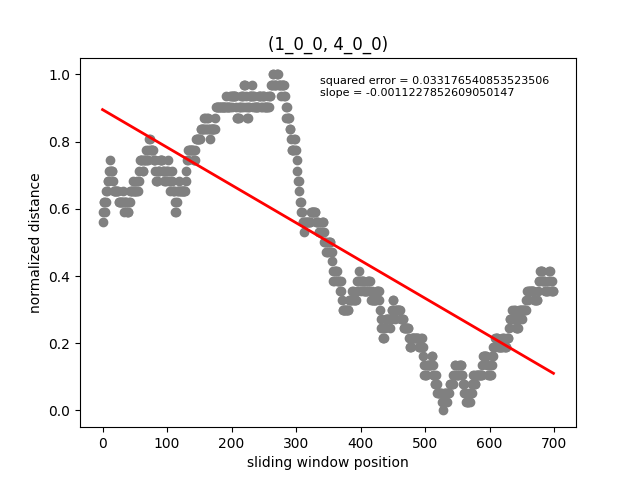 (1_0_0, 4_0_0)
squared error = 0.033176540853523506
slope = -0.0011227852609050147
normalized distance
1.0
0.8
0.6
0.4
0.2
0.0
0 100 200 300 400 500 600 700
sliding window position